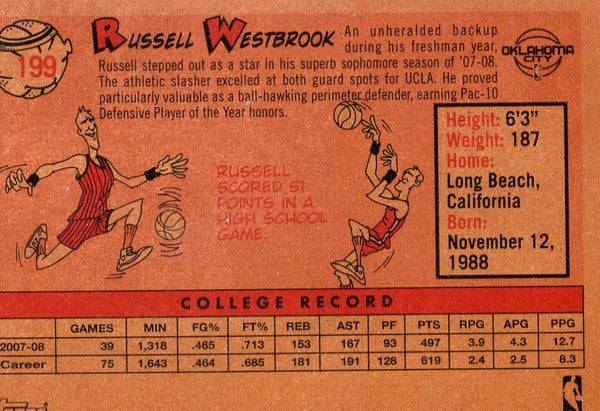 199
RUSSELL WESTBROOK
An unheralded backup
during his freshman year,
Russell stepped out as a star in his superb sophomore season of '07-08.
The athletic slasher excelled at both guard spots for UCLA. He proved
particularly valuable as a ball-hawking perimeter defender, earning Pac-10
Defensive Player of the Year honors.
OKLAHOMA
CITY
Height: 6'3"
Weight: 187
Home:
Long Beach,
California
Born:
November 12,
1988
RUSSELL
SCORED 51
POINTS IN A
HIGH SCHOOL
GAME.
COLLEGE RECORD
GAMES MIN FG% FT% REB AST PF PTS RPG APG PPG
2007-08 39 1,318 .465 .713 153 167 93 497 3.9 4.3 12.7
Career 75 1,643 .464 .685 181 191 128 619 2.4 2.4 8.3